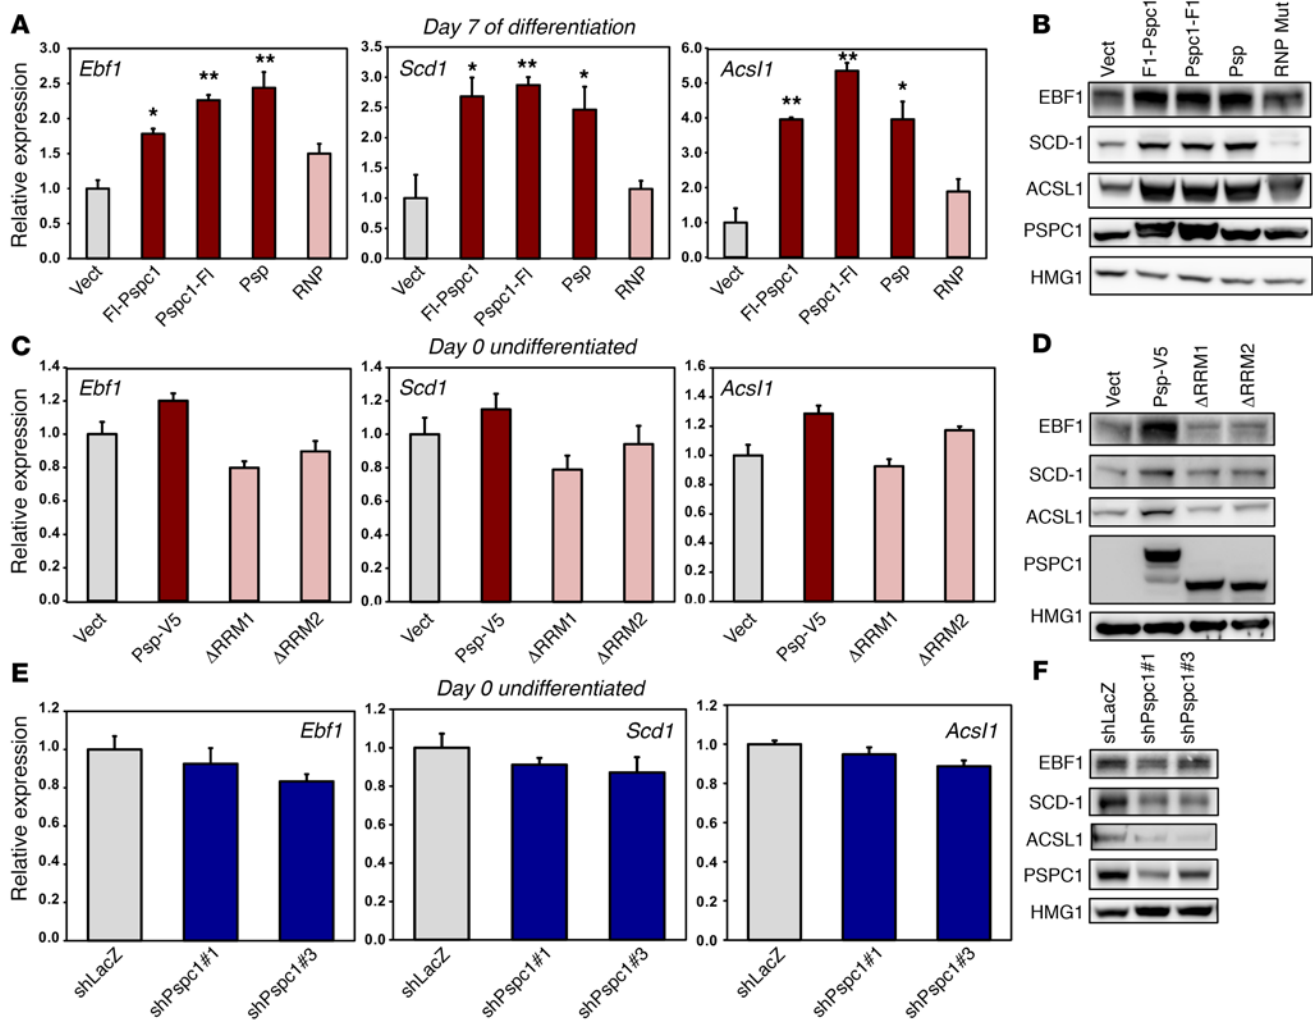 A
Day 7 of differentiation
Relative expression
Ebf1
3.0
2.5
2.0
1.5
1.0
0.5
0.0
*
**
**
Vect
Fl-Pspc1
Pspc1-Fl
Psp
RNP
Scd1
3.5
3.0
2.5
2.0
1.5
1.0
0.5
0.0
*
**
*
Vect
Fl-Pspc1
Pspc1-Fl
Psp
RNP
Acsl1
6.0
5.0
4.0
3.0
2.0
1.0
0.0
**
**
*
Vect
Fl-Pspc1
Pspc1-Fl
Psp
RNP
B
Vect
F1-Pspc1
Pspc1-F1
Psp
RNP Mut
EBF1
SCD-1
ACSL1
PSPC1
HMG1
C
Day 0 undifferentiated
Relative expression
Ebf1
1.4
1.2
1.0
0.8
0.6
0.4
0.2
0.0
Vect
Psp-V5
ΔRRM1
ΔRRM2
Scd1
1.4
1.2
1.0
0.8
0.6
0.4
0.2
0.0
Vect
Psp-V5
ΔRRM1
ΔRRM2
Acsl1
1.6
1.4
1.2
1.0
0.8
0.6
0.4
0.2
0.0
Vect
Psp-V5
ΔRRM1
ΔRRM2
D
Vect
Psp-V5
ΔRRM1
ΔRRM2
EBF1
SCD-1
ACSL1
PSPC1
HMG1
E
Day 0 undifferentiated
Relative expression
Ebf1
1.2
1.0
0.8
0.6
0.4
0.2
0.0
shLacZ
shPspc1#1
shPspc1#3
Scd1
1.2
1.0
0.8
0.6
0.4
0.2
0.0
shLacZ
shPspc1#1
shPspc1#3
Acsl1
1.2
1.0
0.8
0.6
0.4
0.2
0.0
shLacZ
shPspc1#1
shPspc1#3
F
shLacZ
shPspc1#1
shPspc1#3
EBF1
SCD-1
ACSL1
PSPC1
HMG1